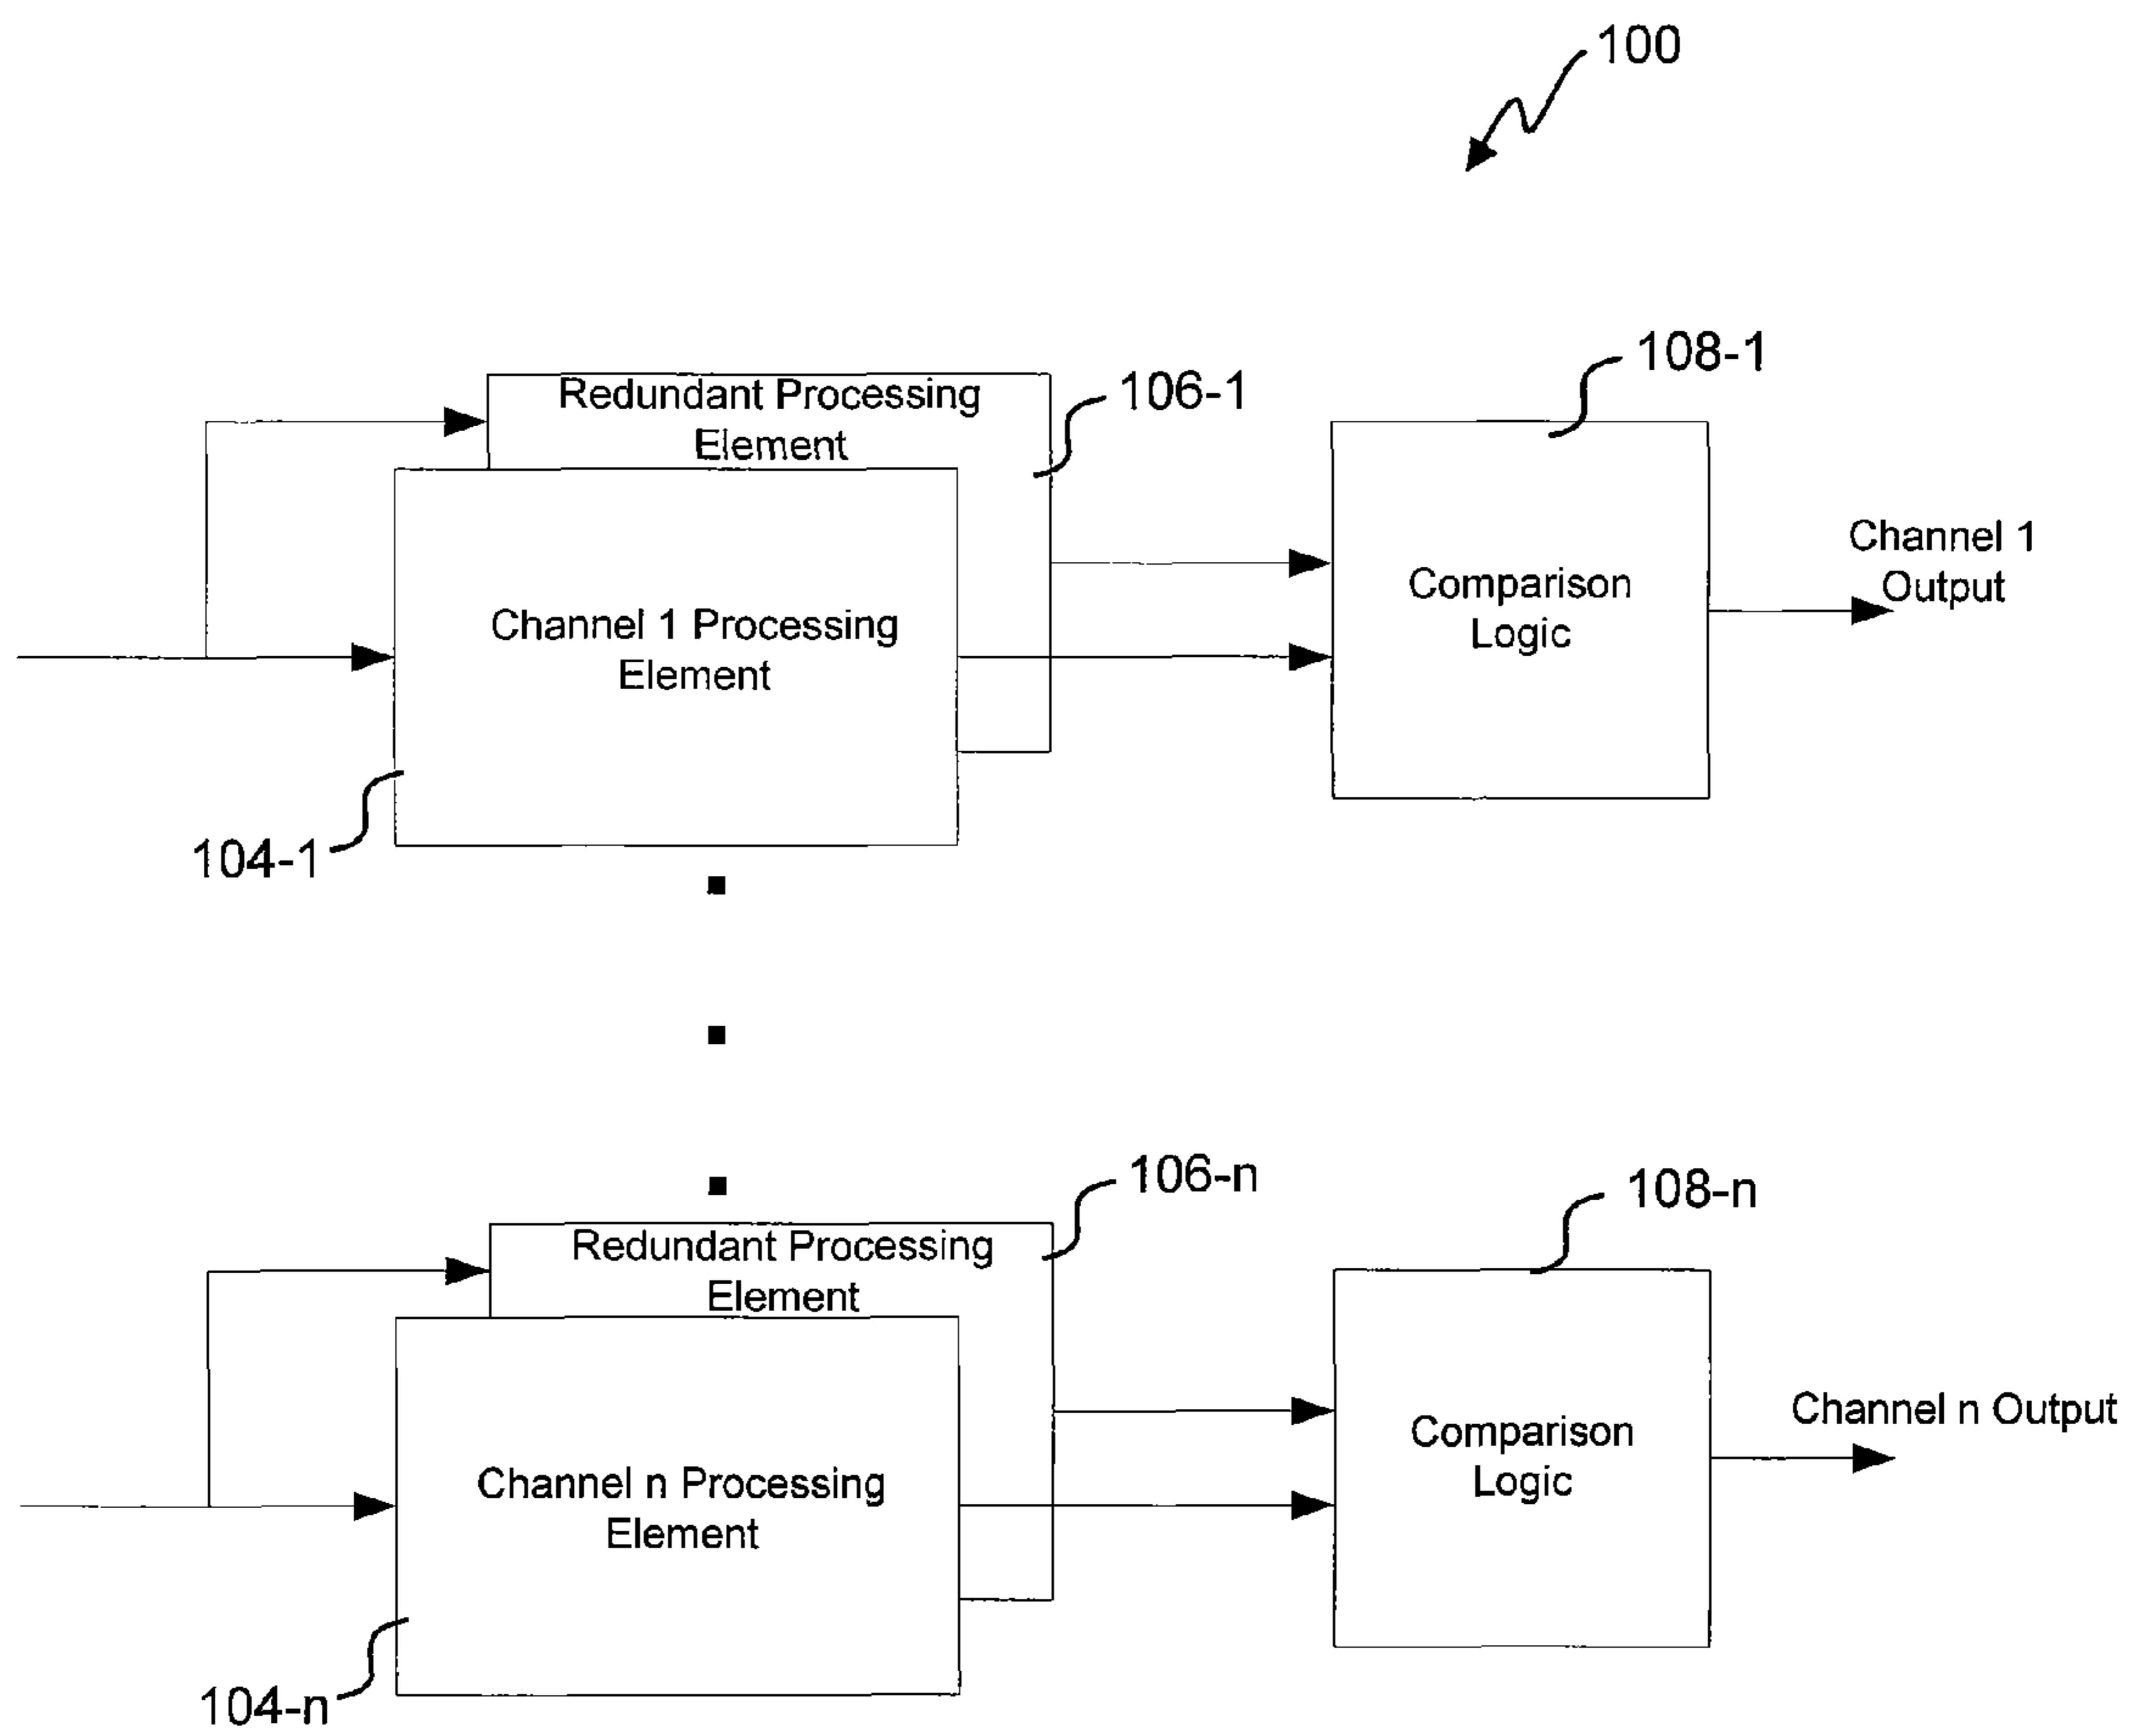 100
108-1
Redundant Processing
Element
106-1
Channel 1
Output
Comparison
Logic
Channel 1 Processing
Element
104-1
106-n
108-n
Redundant Processing
Element
Channel n Output
Comparison
Logic
Channel n Processing
Element
104-n